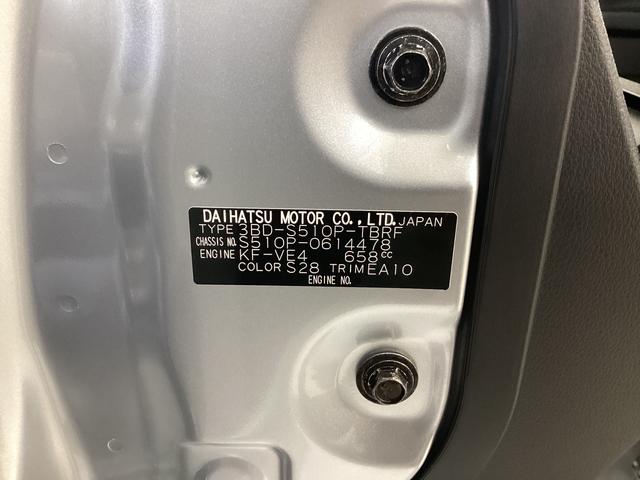 DAIHATSU MOTOR CO.,LTD. JAPAN
TYPE 3BD-S510P-TBRF
CHASSIS NO. S510P-0614478
ENGINE KF-VE4 658cc
COLOR S28 TRIM EA10
ENGINE NO.